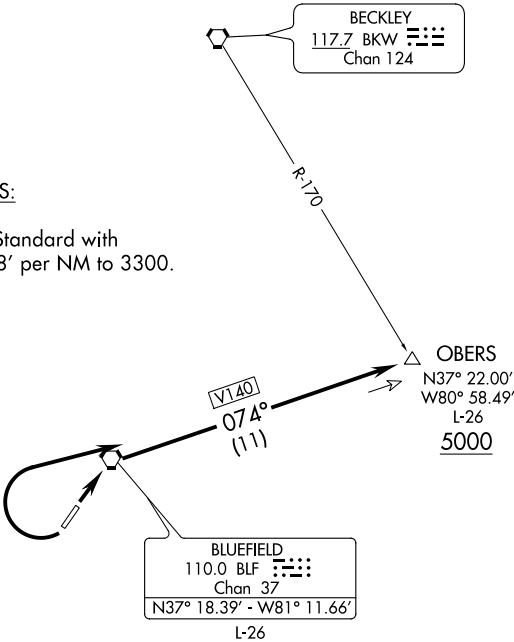 BECKLEY
117.7 BKW
Chan 124
R-170
S:
Standard with
8' per NM to 3300.
OBERS
N37° 22.00'
W80° 58.49'
L-26
5000
V140
074°
(11)
BLUEFIELD
110.0 BLF
Chan 37
N37° 18.39' - W81° 11.66'
L-26